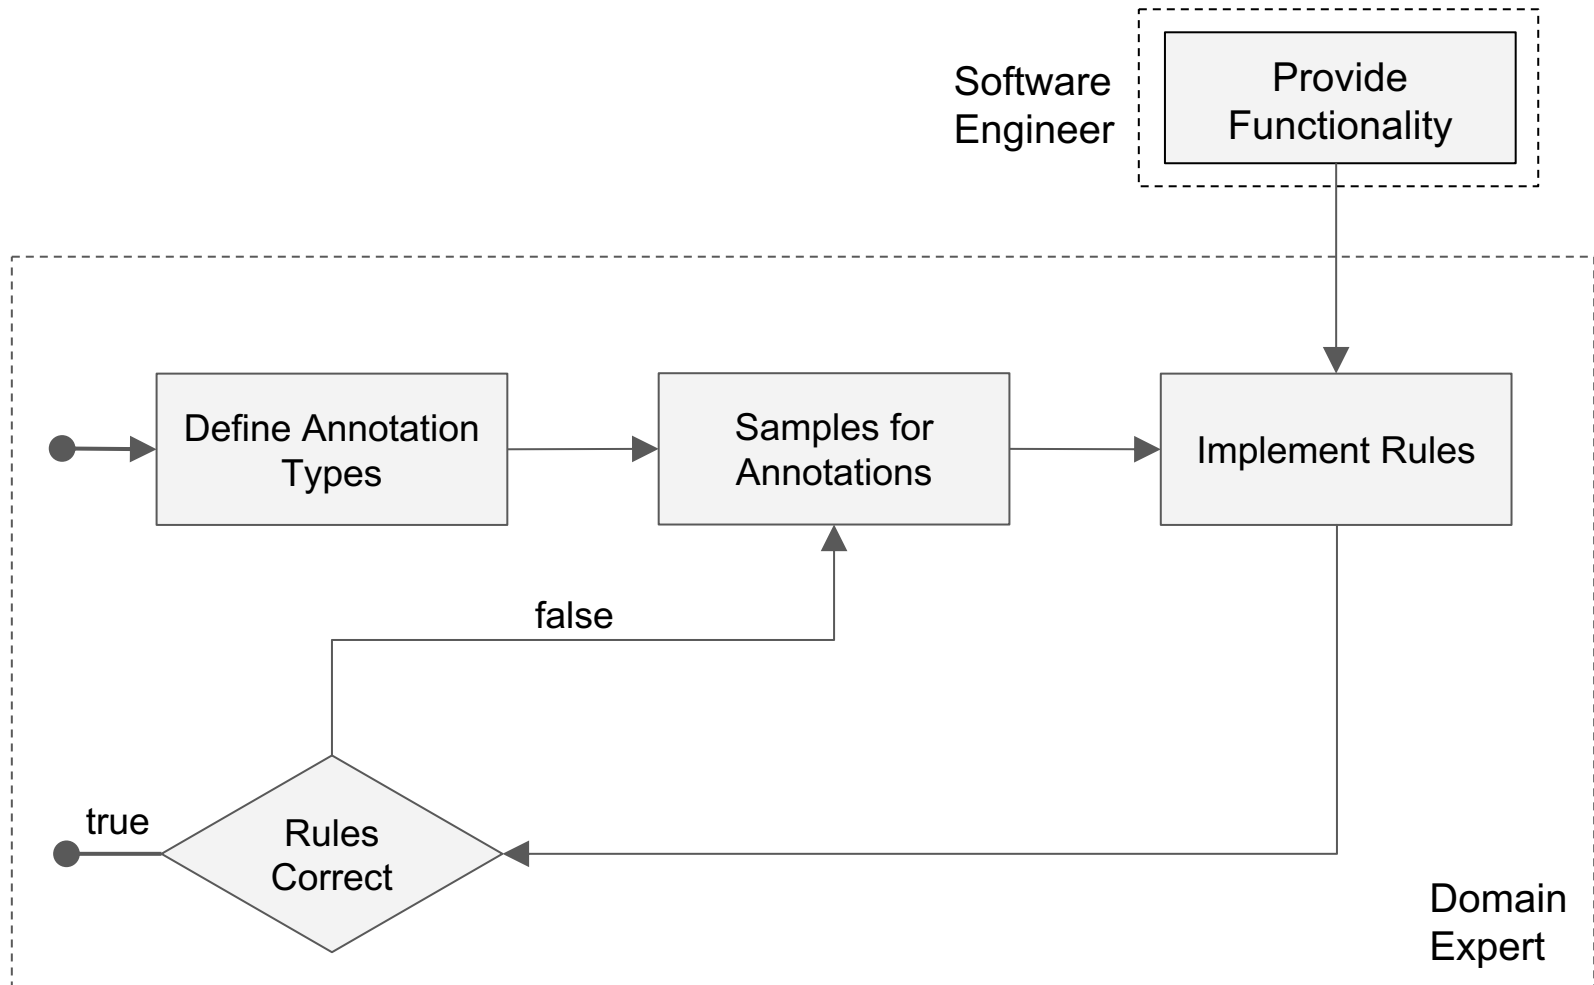 Software
Engineer
Provide
Functionality
Define Annotation
Types
Samples for
Annotations
Implement Rules
false
true
Rules
Correct
Domain
Expert